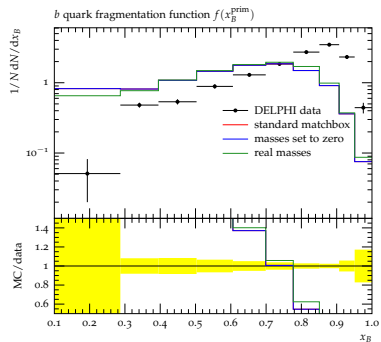 b quark fragmentation function f(x_B^prim)
1/N dN/dx_B
1
10^−1
DELPHI data
standard matchbox
masses set to zero
real masses
MC/data
1.4
1.2
1
0.8
0.6
0.1 0.2 0.3 0.4 0.5 0.6 0.7 0.8 0.9 1.0
x_B